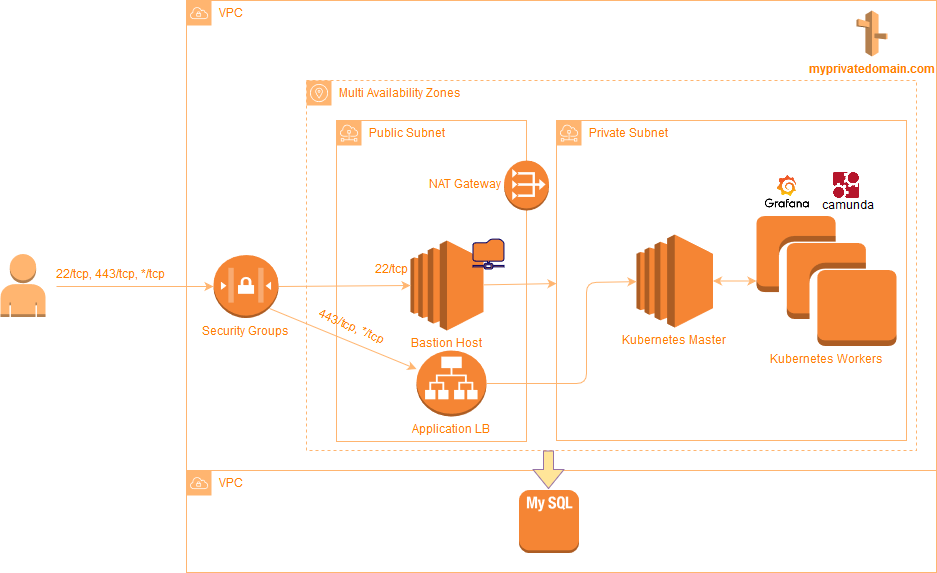 VPC
myprivatedomain.com
Multi Availability Zones
Public Subnet
Private Subnet
NAT Gateway
Grafana
camunda
22/tcp, 443/tcp, */tcp
22/tcp
Security Groups
443/tcp, */tcp
Bastion Host
Kubernetes Master
Kubernetes Workers
Application LB
VPC
My SQL